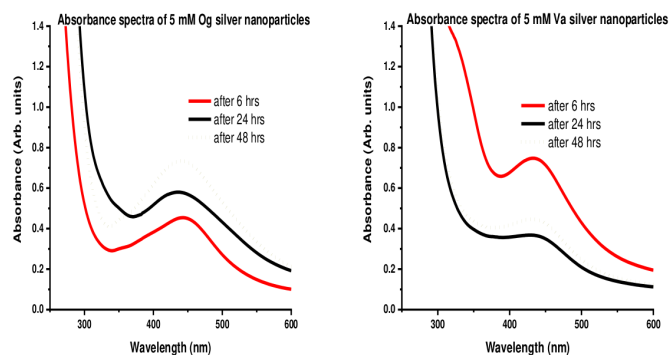 Absorbance spectra of 5 mM Og silver nanoparticles
1.4
1.2
1.0
0.8
0.6
0.4
0.2
0.0
Absorbance (Arb. units)
after 6 hrs
after 24 hrs
after 48 hrs
300
400
500
600
Wavelength (nm)
Absorbance spectra of 5 mM Va silver nanoparticles
1.4
1.2
1.0
0.8
0.6
0.4
0.2
0.0
Absorbance (Arb. units)
after 6 hrs
after 24 hrs
after 48 hrs
300
400
500
600
Wavelength (nm)